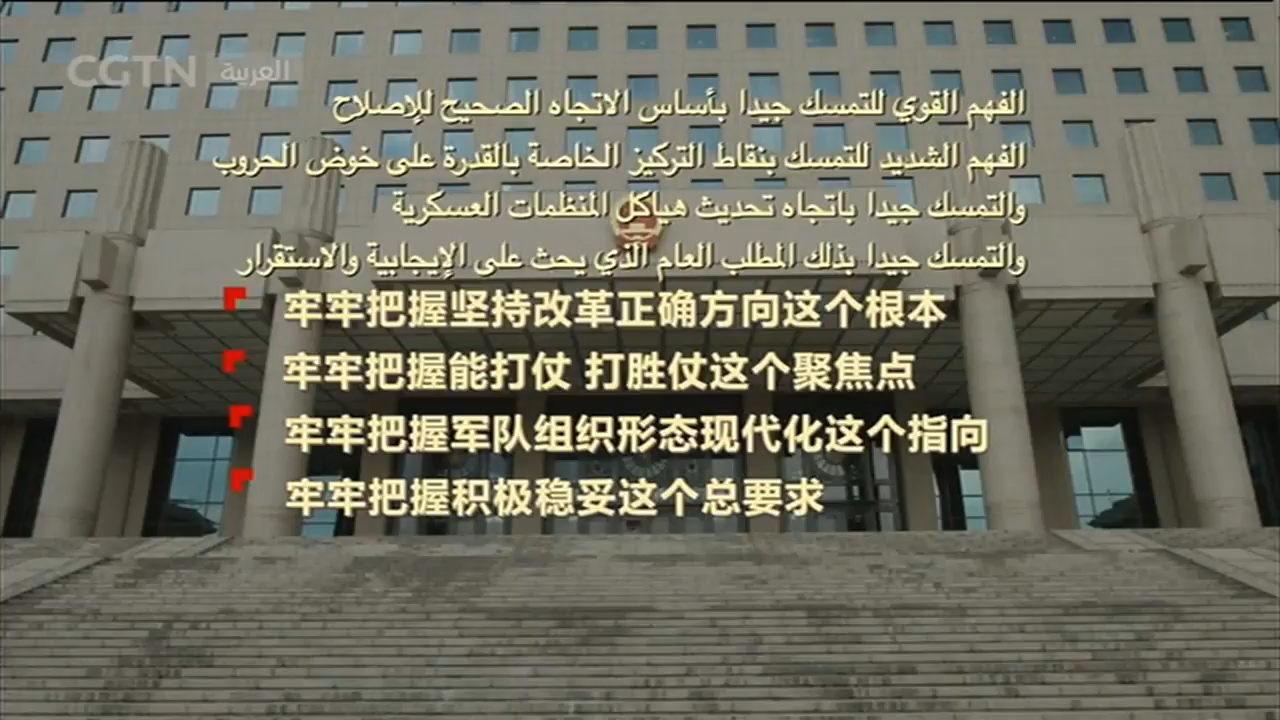 CGTN العربية
الفهم القوي للتمسك جيدا بأساس الاتجاه الصحيح للإصلاح
الفهم الشديد للتمسك بنقاط التركيز الخاصة بالقدرة على خوض الحروب
والتمسك جيدا باتجاه تحديث هياكل المنظمات العسكرية
والتمسك جيدا بذلك المطلب العام الذي يحث على الإيجابية والاستقرار
牢牢把握坚持改革正确方向这个根本
牢牢把握能打仗 打胜仗这个聚焦点
牢牢把握军队组织形态现代化这个指向
牢牢把握积极稳妥这个总要求